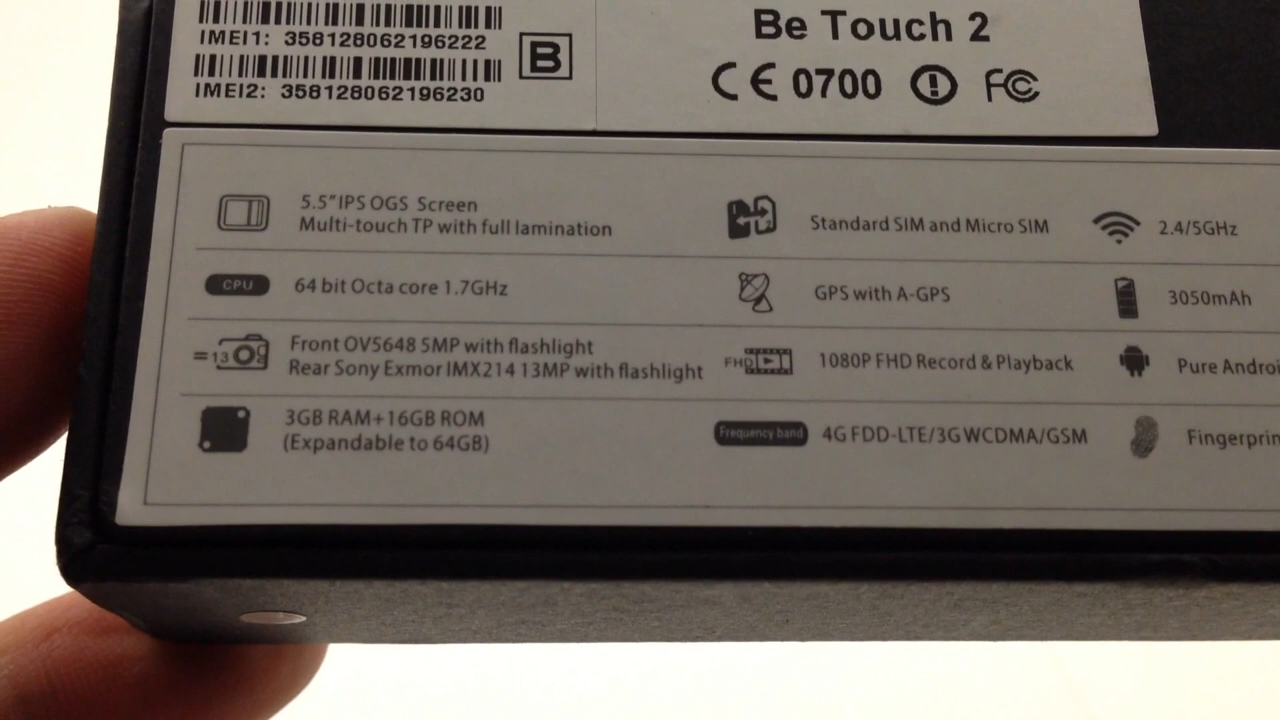 IMEI1: 358128062196222
IMEI2: 358128062196230
B
Be Touch 2
CE 0700 FC
5.5"IPS OGS Screen
Multi-touch TP with full lamination
Standard SIM and Micro SIM
2.4/5GHz
CPU
64 bit Octa core 1.7GHz
GPS with A-GPS
3050mAh
=13
Front OV5648 5MP with flashlight
Rear Sony Exmor IMX214 13MP with flashlight
FHD
1080P FHD Record & Playback
Pure Androi
3GB RAM+16GB ROM
(Expandable to 64GB)
Frequency band
4G FDD-LTE/3G WCDMA/GSM
Fingerprin